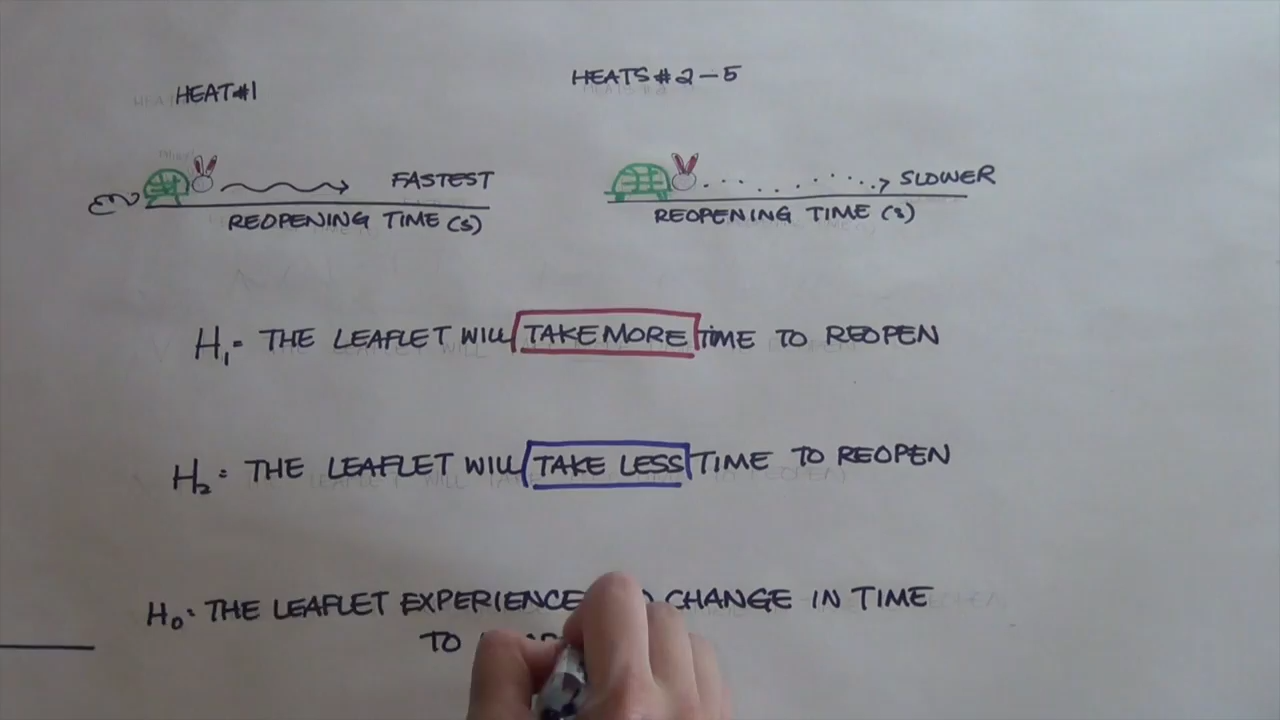 HEAT #1
HEATS # 2-5
FASTEST
REOPENING TIME (s)
SLOWER
REOPENING TIME (s)
H1 = THE LEAFLET WILL TAKE MORE TIME TO REOPEN
H2 = THE LEAFLET WILL TAKE LESS TIME TO REOPEN
H0 = THE LEAFLET EXPERIENCE CHANGE IN TIME
TO